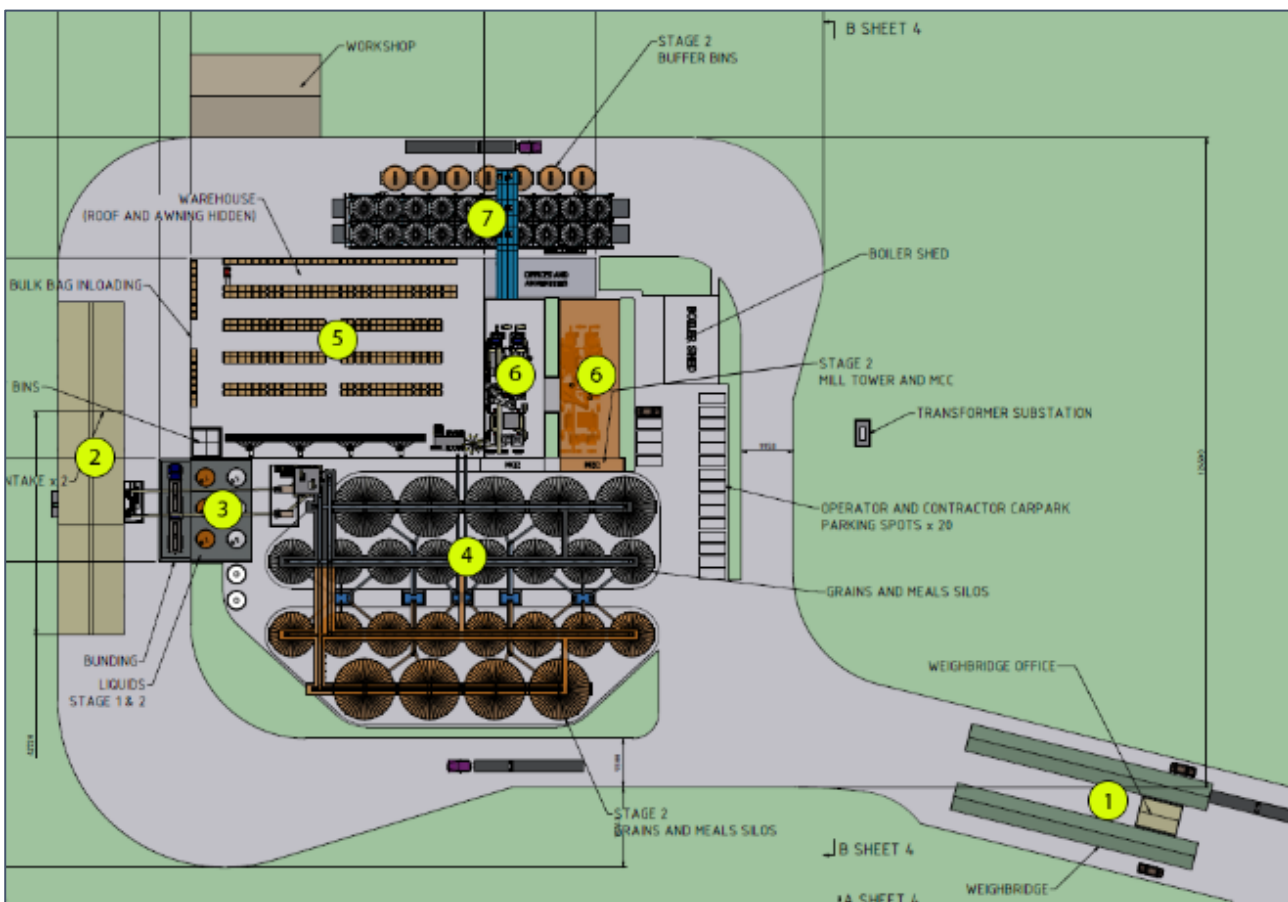 B SHEET 4
WORKSHOP
STAGE 2
BUFFER BINS
WAREHOUSE
(ROOF AND AWNING HIDDEN)
7
BOILER SHED
OFFICES AND
BULK BAG INLOADING
BOILER SHED
5
6
6
STAGE 2
MILL TOWER AND MCC
BINS
TRANSFORMER SUBSTATION
2
NTAKE x 2
3
OPERATOR AND CONTRACTOR CARPARK
PARKING SPOTS x 20
4
GRAINS AND MEALS SILOS
BUNDING
LIQUIDS
STAGE 1 & 2
WEIGHBRIDGE OFFICE
1
STAGE 2
GRAINS AND MEALS SILOS
B SHEET 4
WEIGHBRIDGE
A SHEET 4